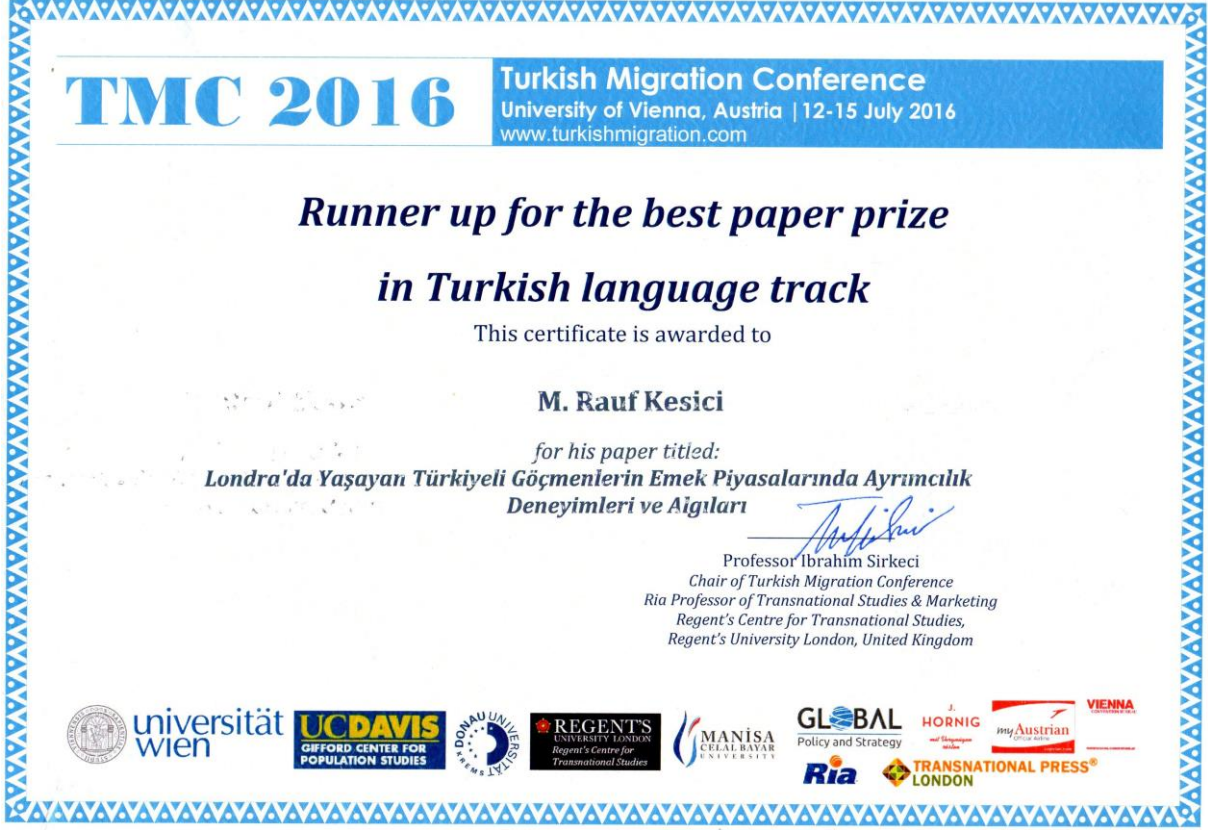 TMC 2016
Turkish Migration Conference
University of Vienna, Austria | 12-15 July 2016
www.turkishmigration.com
Runner up for the best paper prize
in Turkish language track
This certificate is awarded to
M. Rauf Kesici
for his paper titled:
Londra'da Yaşayan Türkiyeli Göçmenlerin Emek Piyasalarında Ayrımcılık
Deneyimleri ve Algıları
Professor Ibrahim Sirkeci
Chair of Turkish Migration Conference
Ria Professor of Transnational Studies & Marketing
Regent's Centre for Transnational Studies,
Regent's University London, United Kingdom
universität
wien
UCDAVIS
GIFFORD CENTER FOR
POPULATION STUDIES
DONAU UNIVERSITÄT
KREMS
REGENT'S
UNIVERSITY LONDON
Regent's Centre for
Transnational Studies
MANİSA
CELAL BAYAR
UNIVERSITY
GLOBAL
Policy and Strategy
Ria
J.
HORNIG
myAustrian
VIENNA
TRANSNATIONAL PRESS®
LONDON